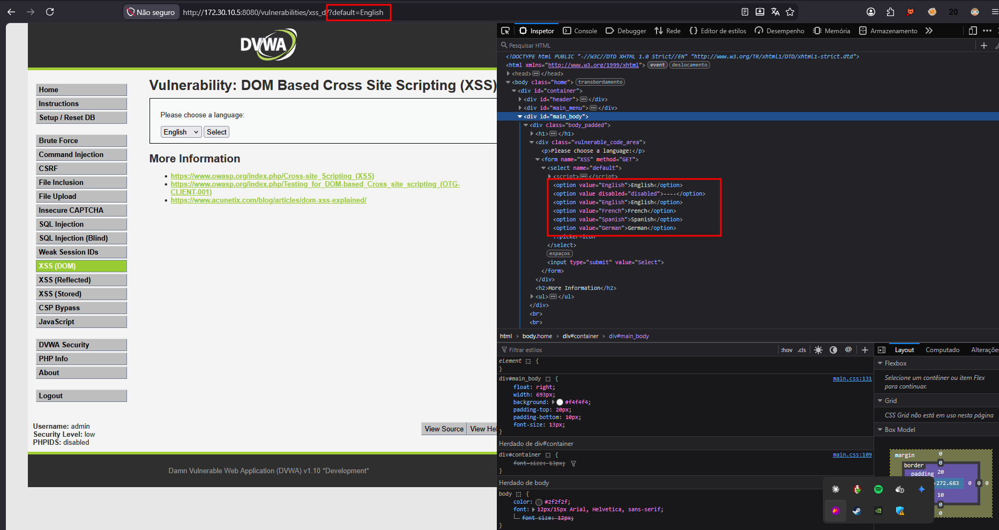 Não seguro
http://172.30.10.5:8080/vulnerabilities/xss_d/?default=English
20
DVWA
Home
Instructions
Setup / Reset DB
Brute Force
Command Injection
CSRF
File Inclusion
File Upload
Insecure CAPTCHA
SQL Injection
SQL Injection (Blind)
Weak Session IDs
XSS (DOM)
XSS (Reflected)
XSS (Stored)
CSP Bypass
JavaScript
DVWA Security
PHP Info
About
Logout
Vulnerability: DOM Based Cross Site Scripting (XSS)
Please choose a language:
English Select
More Information
https://www.owasp.org/index.php/Cross-site_Scripting_(XSS)
https://www.owasp.org/index.php/Testing_for_DOM-based_Cross_site_scripting_(OTG-
CLIENT-001)
https://www.acunetix.com/blog/articles/dom-xss-explained/
Username: admin
Security Level: low
PHPIDS: disabled
View Source View Hel
Damn Vulnerable Web Application (DVWA) v1.10 *Development*
Inspetor Console Debugger Rede Editor de estilos Desempenho Memória Armazenamento
Pesquisar HTML
<!DOCTYPE html PUBLIC "-//W3C//DTD XHTML 1.0 Strict//EN" "http://www.w3.org/TR/xhtml1/DTD/xhtml1-strict.dtd">
<html xmlns="http://www.w3.org/1999/xhtml"> event deslocamento
<head> </head>
<body class="home"> transbordamento
<div id="container">
<div id="header"> </div>
<div id="main_menu"> </div>
<div id="main_body">
<div class="body_padded">
<h1> </h1>
<div class="vulnerable_code_area">
<p>Please choose a language:</p>
<form name="XSS" method="GET">
<select name="default">
<script> </script>
<option value="English">English</option>
<option value disabled="disabled">----</option>
<option value="English">English</option>
<option value="French">French</option>
<option value="Spanish">Spanish</option>
<option value="German">German</option>
::picker-icon
</select>
espaços
<input type="submit" value="Select">
</form>
</div>
<h2>More Information</h2>
<ul> </ul>
</div>
<br>
<br>
html body.home div#container div#main_body
Filtrar estilos :hov .cls
element {
}
div#main_body { main.css:131
float: right;
width: 693px;
background: #f4f4f4;
padding-top: 20px;
padding-bottom: 10px;
font-size: 13px;
}
Herdado de div#container
div#container { main.css:109
font-size: 13px;
}
Herdado de body
body {
color: #2f2f2f;
font: 12px/15px Arial, Helvetica, sans-serif;
font-size: 12px;
}
Layout Computado Alterações
Flexbox
Selecione um contêiner ou item Flex
para continuar.
Grid
CSS Grid não está em uso nesta página
Box Model
margin 0
border 0
padding 20
×272.683 0 0 0
10
0
0